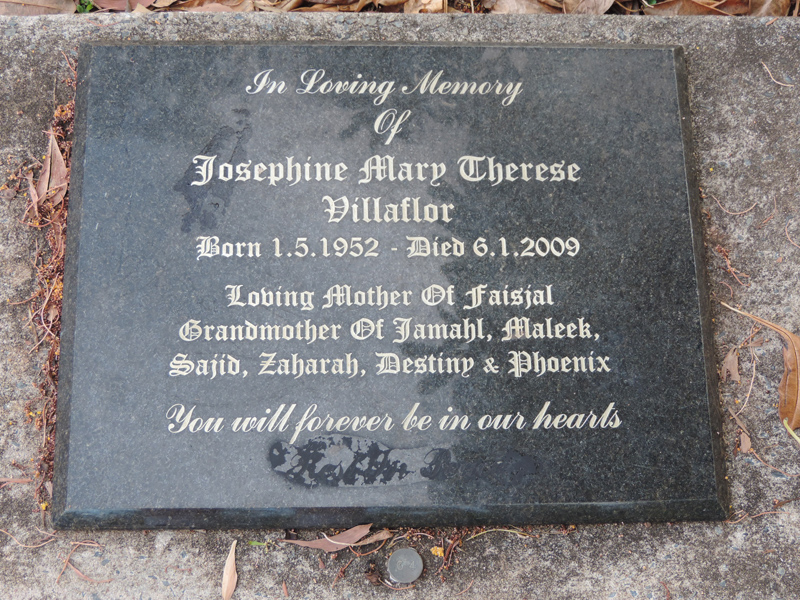 In Loving Memory
Of
Josephine Mary Therese
Villaflor
Born 1.5.1952 - Died 6.1.2009
Loving Mother Of Faisjal
Grandmother Of Jamahl, Maleek,
Sajid, Zaharah, Destiny & Phoenix
You will forever be in our hearts